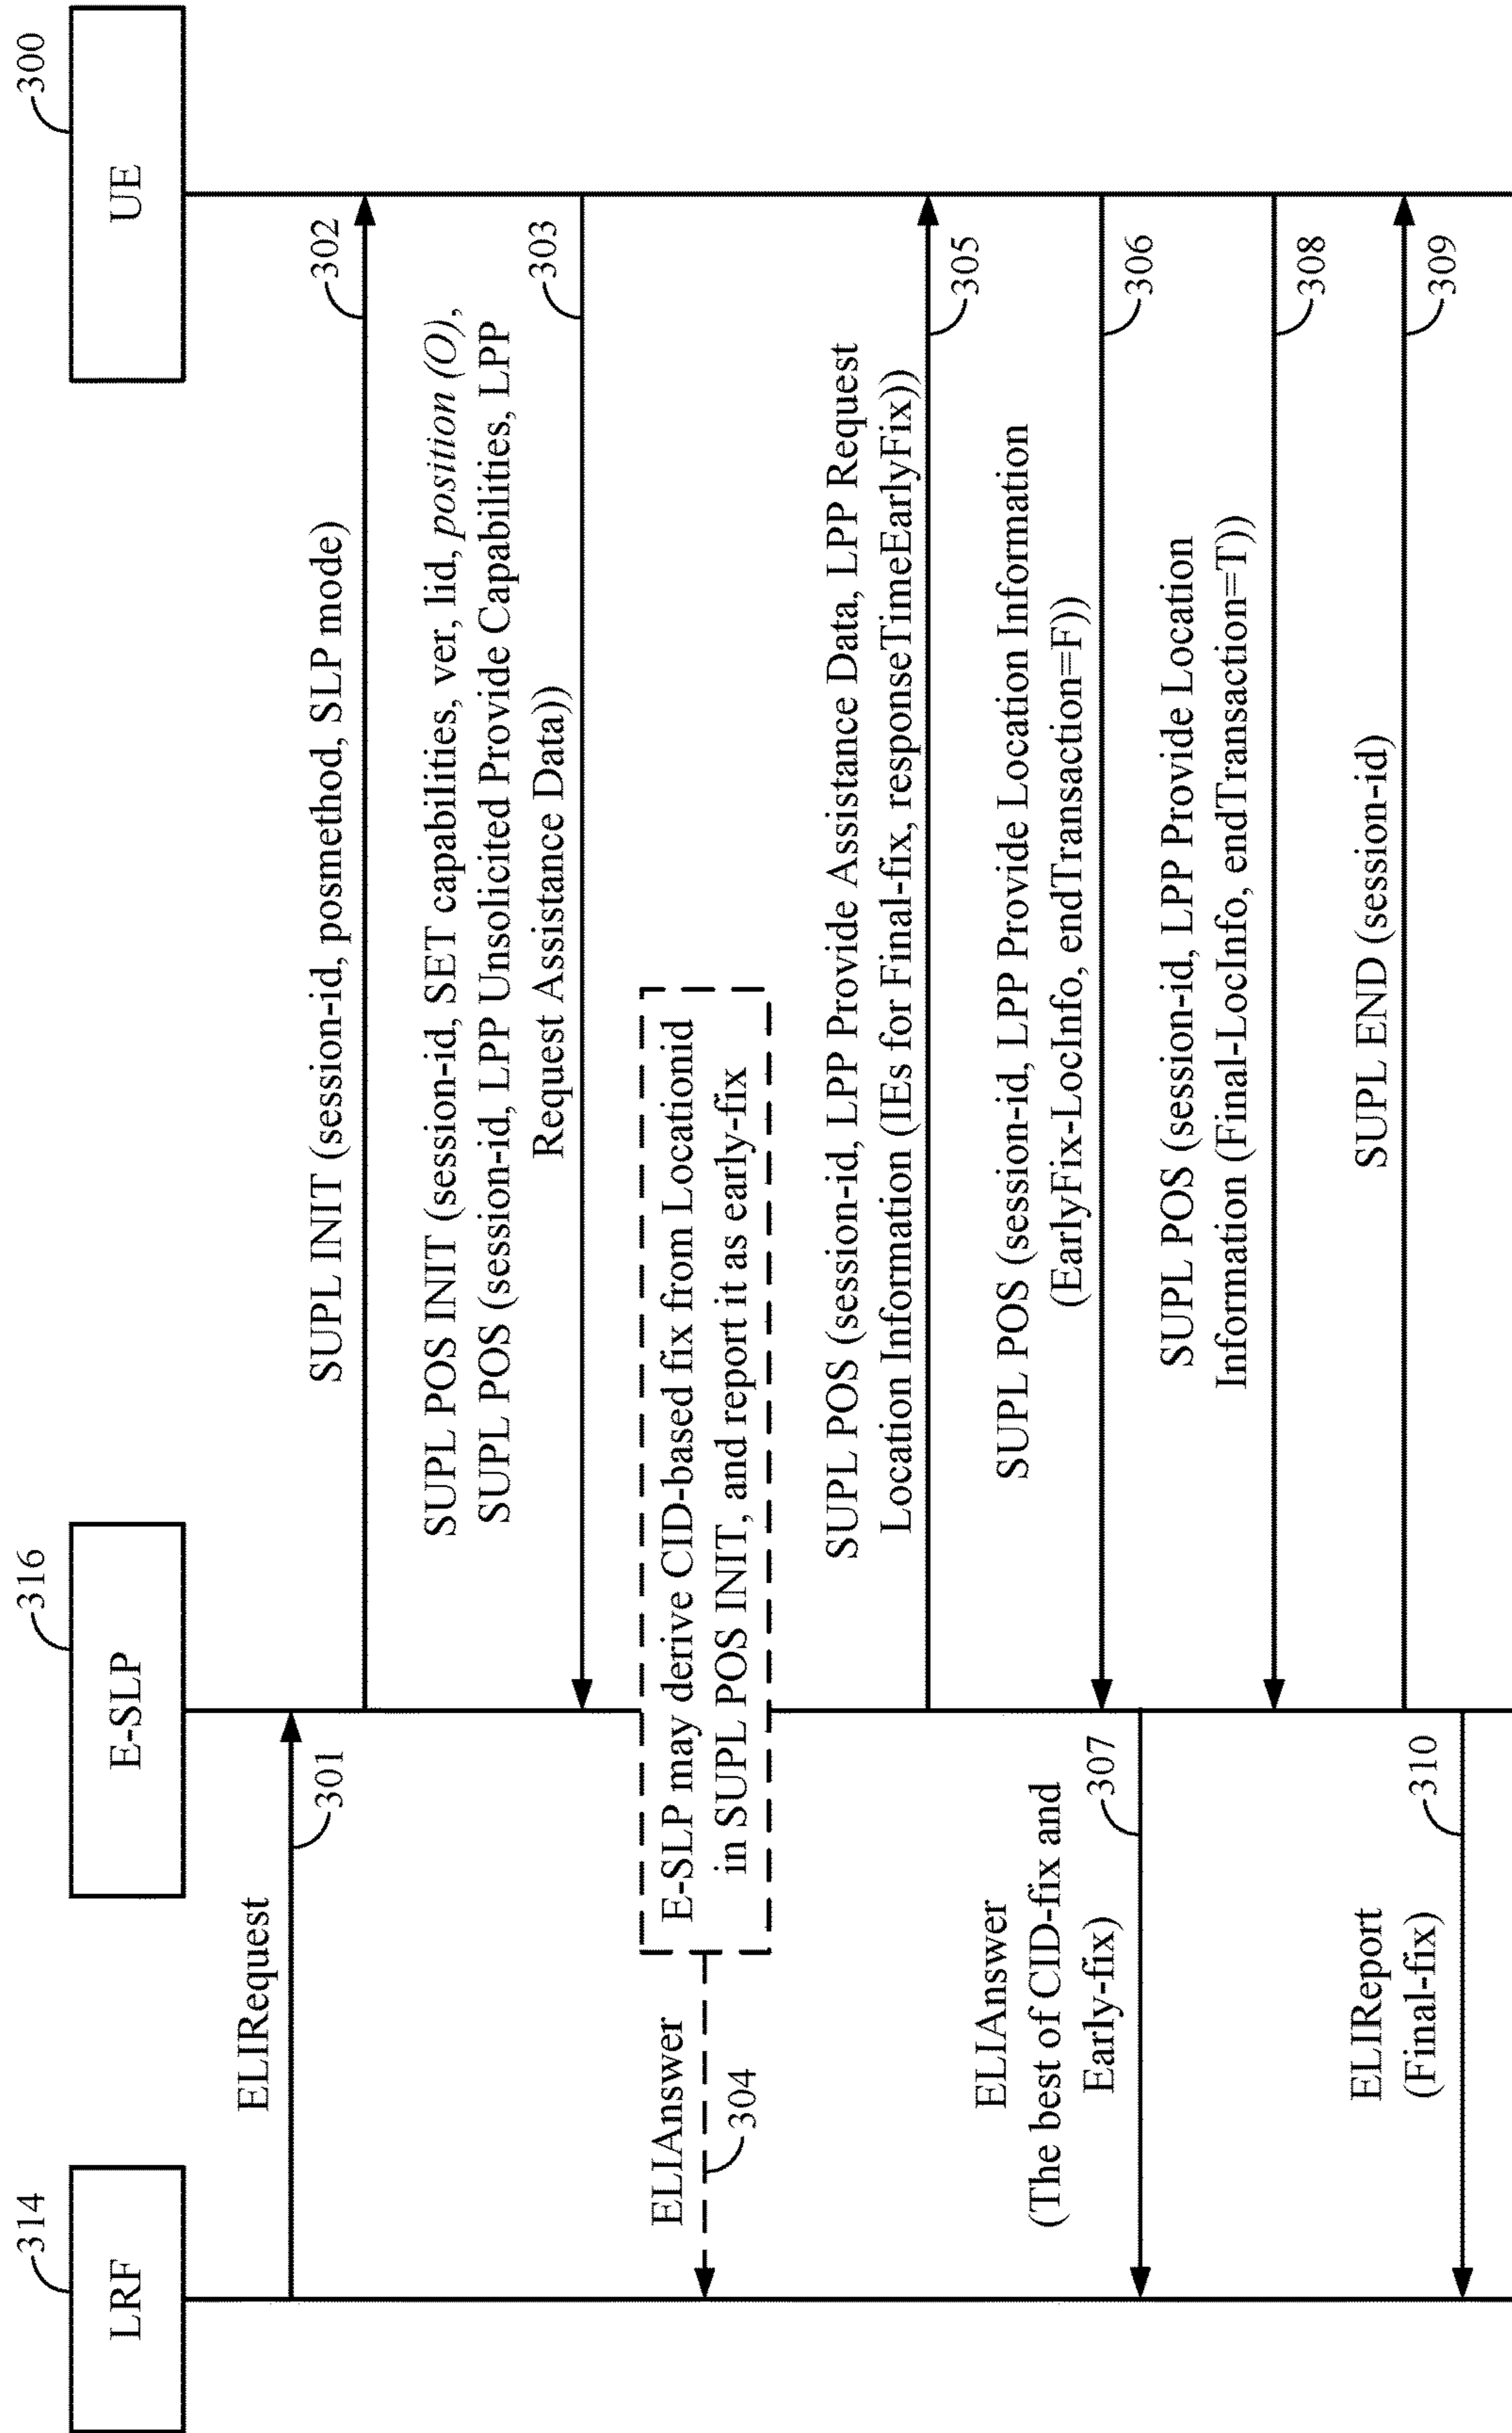 314
LRF
316
E-SLP
300
UE
ELIRequest
301
SUPL INIT (session-id, posmethod, SLP mode)
302
SUPL POS INIT (session-id, SET capabilities, ver, lid, position (O),
SUPL POS (session-id, LPP Unsolicited Provide Capabilities, LPP
Request Assistance Data))
303
E-SLP may derive CID-based fix from Locationid
in SUPL POS INIT, and report it as early-fix
ELIAnswer
304
SUPL POS (session-id, LPP Provide Assistance Data, LPP Request
Location Information (IEs for Final-fix, responseTimeEarlyFix))
305
SUPL POS (session-id, LPP Provide Location Information
(EarlyFix-LocInfo, endTransaction=F))
306
ELIAnswer
(The best of CID-fix and
Early-fix)
307
SUPL POS (session-id, LPP Provide Location
Information (Final-LocInfo, endTransaction=T))
308
SUPL END (session-id)
309
ELIReport
(Final-fix)
310